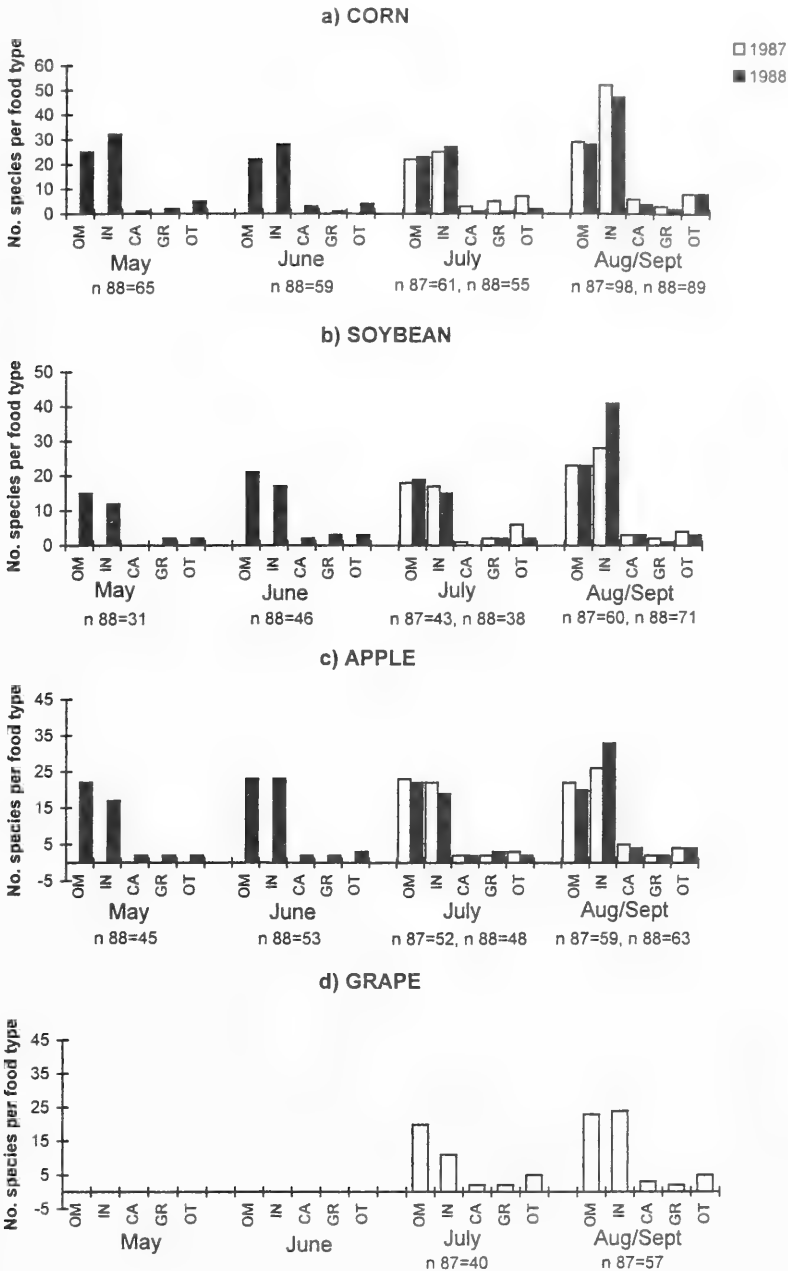 a) CORN
1987
1988
No. species per food type
60
50
40
30
20
10
0
OM IN CA GR OT OM IN CA GR OT OM IN CA GR OT OM IN CA GR OT
May June July Aug/Sept
n 88=65 n 88=59 n 87=61, n 88=55 n 87=98, n 88=89
b) SOYBEAN
No. species per food type
50
40
30
20
10
0
OM IN CA GR OT OM IN CA GR OT OM IN CA GR OT OM IN CA GR OT
May June July Aug/Sept
n 88=31 n 88=46 n 87=43, n 88=38 n 87=60, n 88=71
c) APPLE
No. species per food type
45
35
25
15
5
-5
OM IN CA GR OT OM IN CA GR OT OM IN CA GR OT OM IN CA GR OT
May June July Aug/Sept
n 88=45 n 88=53 n 87=52, n 88=48 n 87=59, n 88=63
d) GRAPE
No. species per food type
45
35
25
15
5
-5
OM IN CA GR OT OM IN CA GR OT OM IN CA GR OT OM IN CA GR OT
May June July Aug/Sept
n 87=40 n 87=57